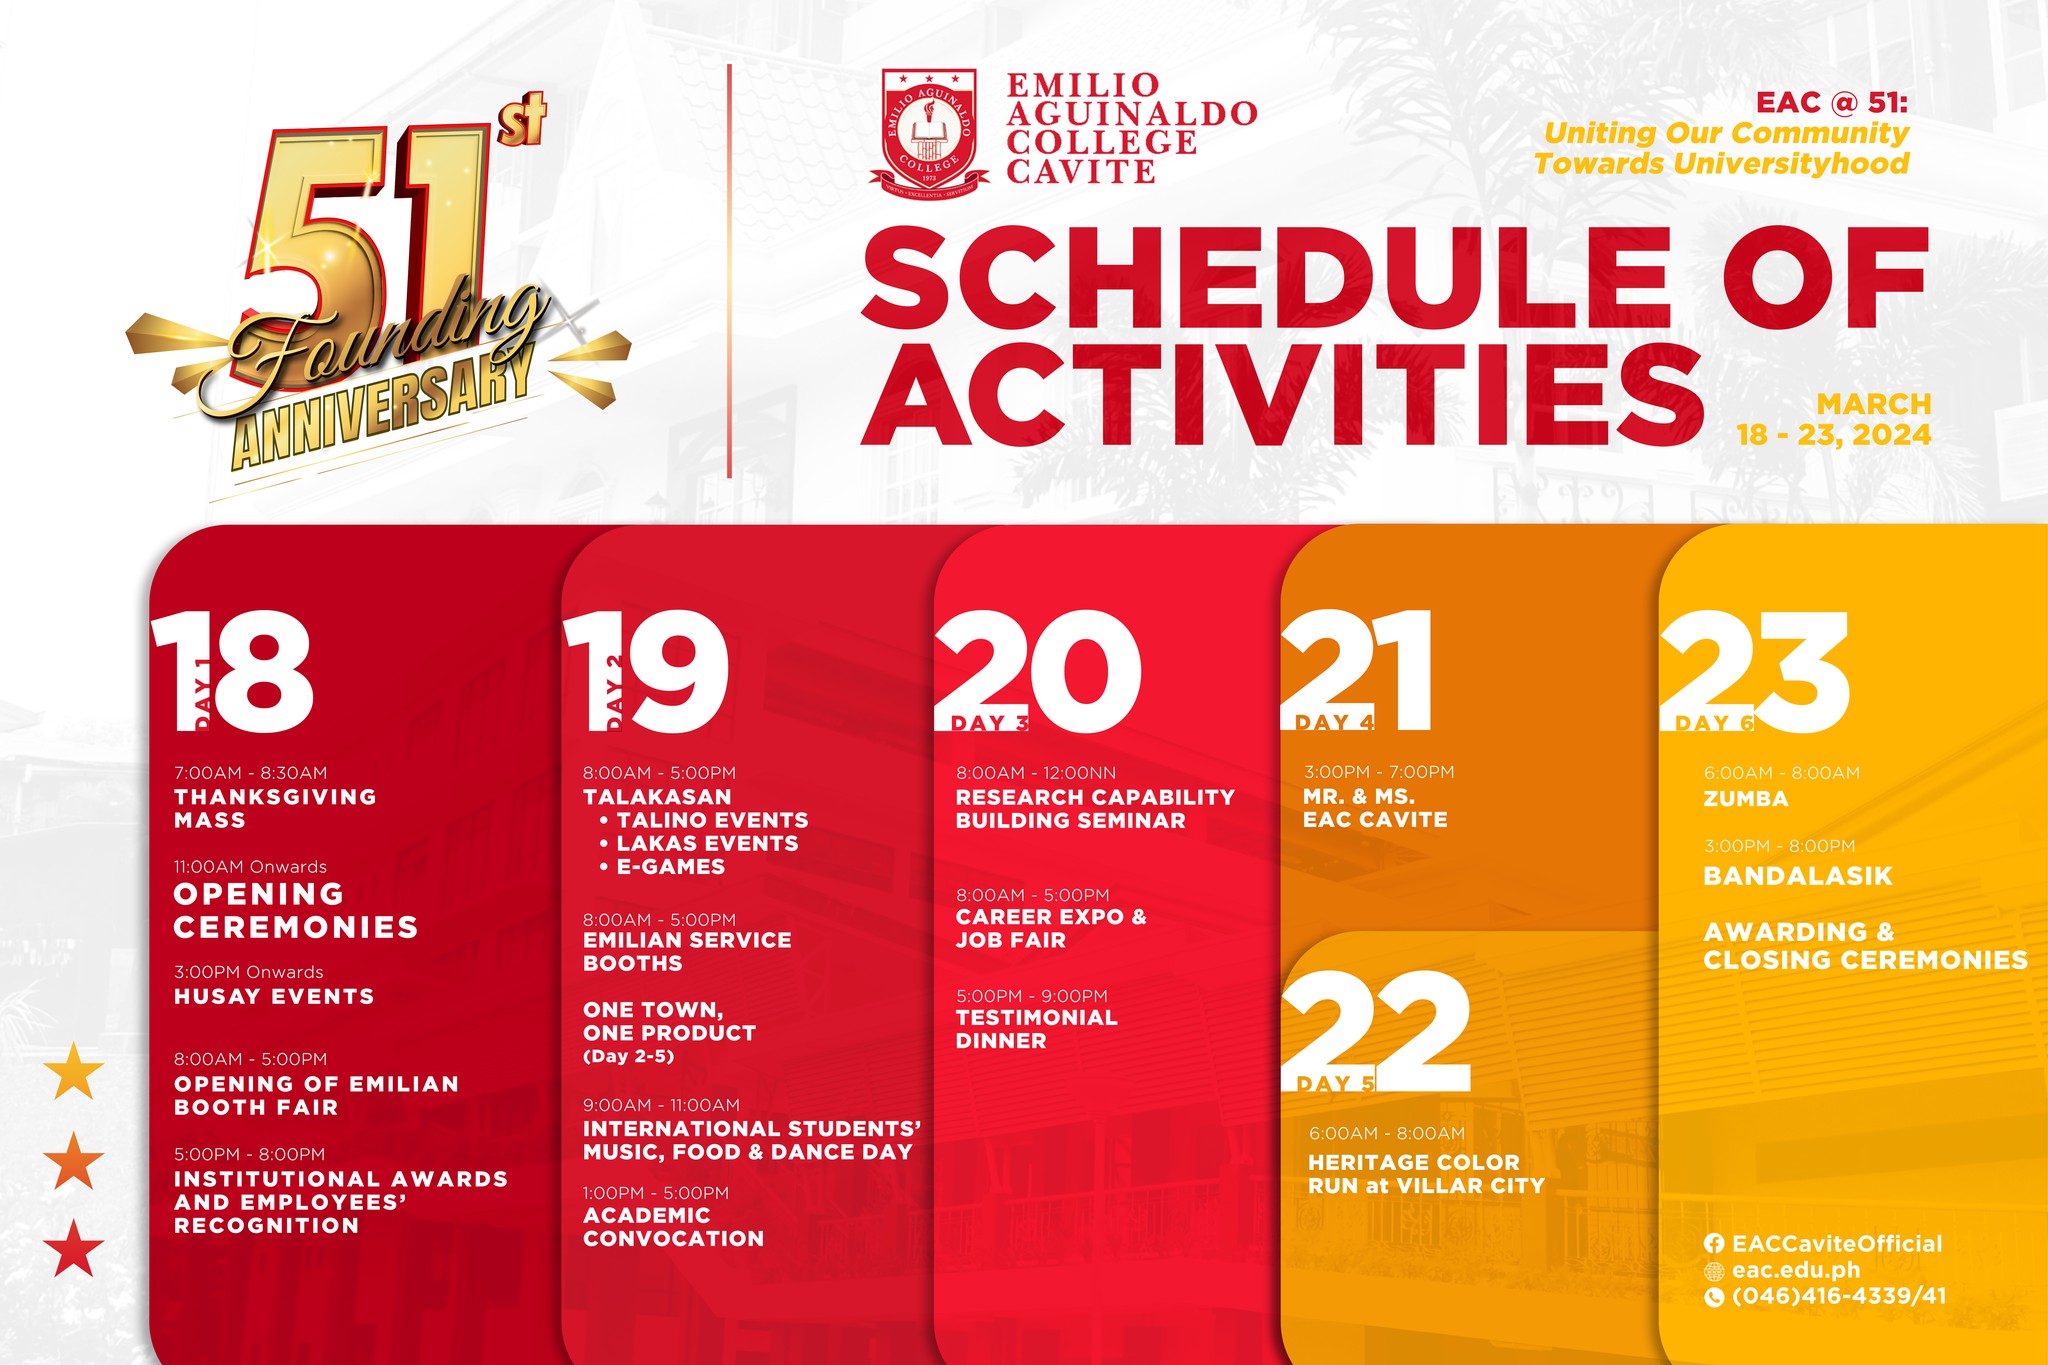 51st
Founding
ANNIVERSARY
EMILIO AGUINALDO
COLLEGE
1973
VIRTUS • EXCELLENTIA • SERVITIUM
EMILIO
AGUINALDO
COLLEGE
CAVITE
EAC @ 51:
Uniting Our Community
Towards Universityhood
SCHEDULE OF
ACTIVITIES
MARCH
18 - 23, 2024
18
DAY 1
7:00AM - 8:30AM
THANKSGIVING
MASS
11:00AM Onwards
OPENING
CEREMONIES
3:00PM Onwards
HUSAY EVENTS
8:00AM - 5:00PM
OPENING OF EMILIAN
BOOTH FAIR
5:00PM - 8:00PM
INSTITUTIONAL AWARDS
AND EMPLOYEES’
RECOGNITION
19
DAY 2
8:00AM - 5:00PM
TALAKASAN
• TALINO EVENTS
• LAKAS EVENTS
• E-GAMES
8:00AM - 5:00PM
EMILIAN SERVICE
BOOTHS
ONE TOWN,
ONE PRODUCT
(Day 2-5)
9:00AM - 11:00AM
INTERNATIONAL STUDENTS’
MUSIC, FOOD & DANCE DAY
1:00PM - 5:00PM
ACADEMIC
CONVOCATION
20
DAY 3
8:00AM - 12:00NN
RESEARCH CAPABILITY
BUILDING SEMINAR
8:00AM - 5:00PM
CAREER EXPO &
JOB FAIR
5:00PM - 9:00PM
TESTIMONIAL
DINNER
21
DAY 4
3:00PM - 7:00PM
MR. & MS.
EAC CAVITE
22
DAY 5
6:00AM - 8:00AM
HERITAGE COLOR
RUN at VILLAR CITY
23
DAY 6
6:00AM - 8:00AM
ZUMBA
3:00PM - 8:00PM
BANDALASIK
AWARDING &
CLOSING CEREMONIES
EACCaviteOfficial
eac.edu.ph
(046)416-4339/41